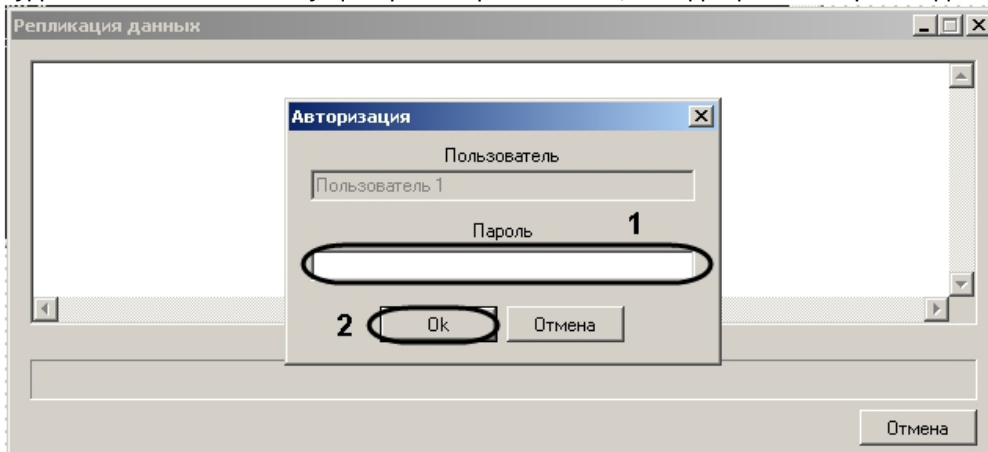 Репликация данных
Авторизация
Пользователь
Пользователь 1
Пароль
1
2
Ok
Отмена
Отмена